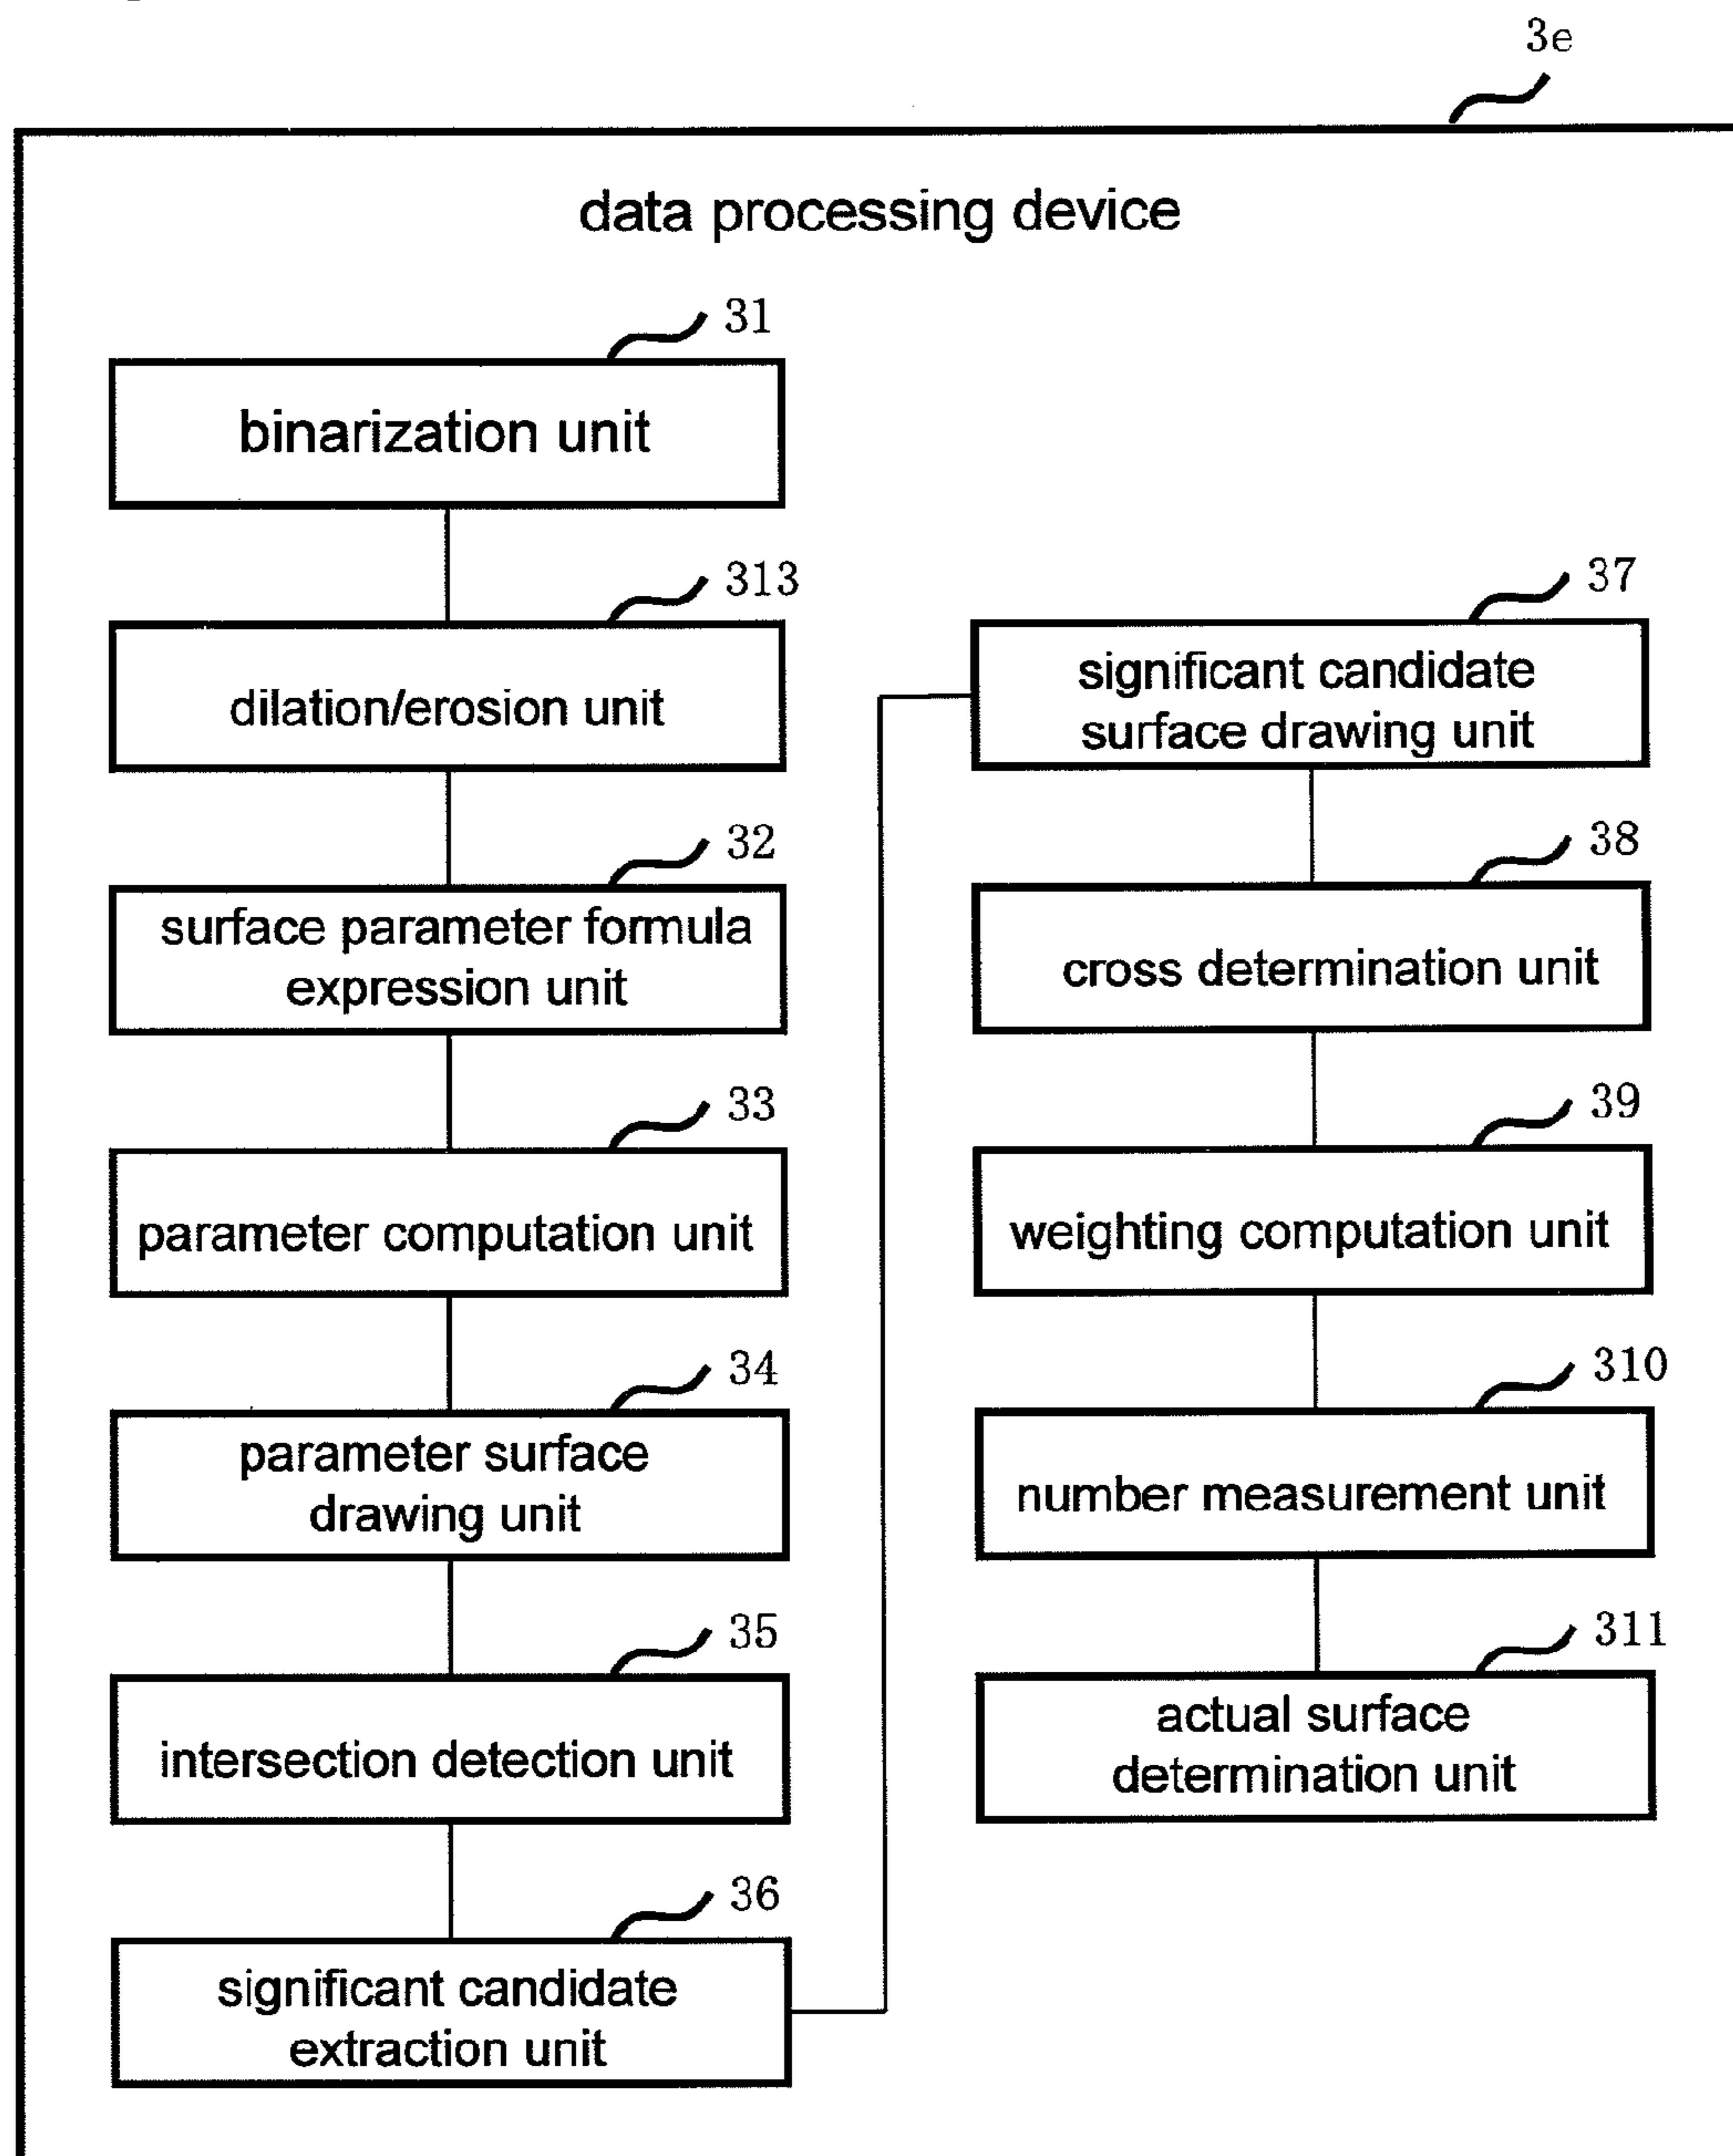 3e
data processing device
31
binarization unit
313
dilation/erosion unit
32
surface parameter formula
expression unit
33
parameter computation unit
34
parameter surface
drawing unit
35
intersection detection unit
36
significant candidate
extraction unit
37
significant candidate
surface drawing unit
38
cross determination unit
39
weighting computation unit
310
number measurement unit
311
actual surface
determination unit